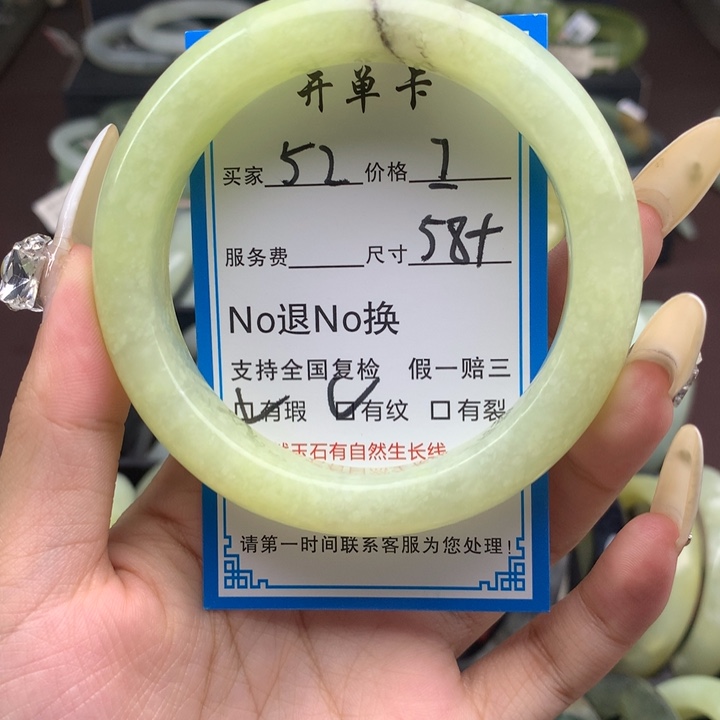 开单卡
买家 52 价格 1
服务费 尺寸 58+
No退No换
支持全国复检 假一赔三
有瑕 有纹 有裂
玉石有自然生长线
请第一时间联系客服为您处理!